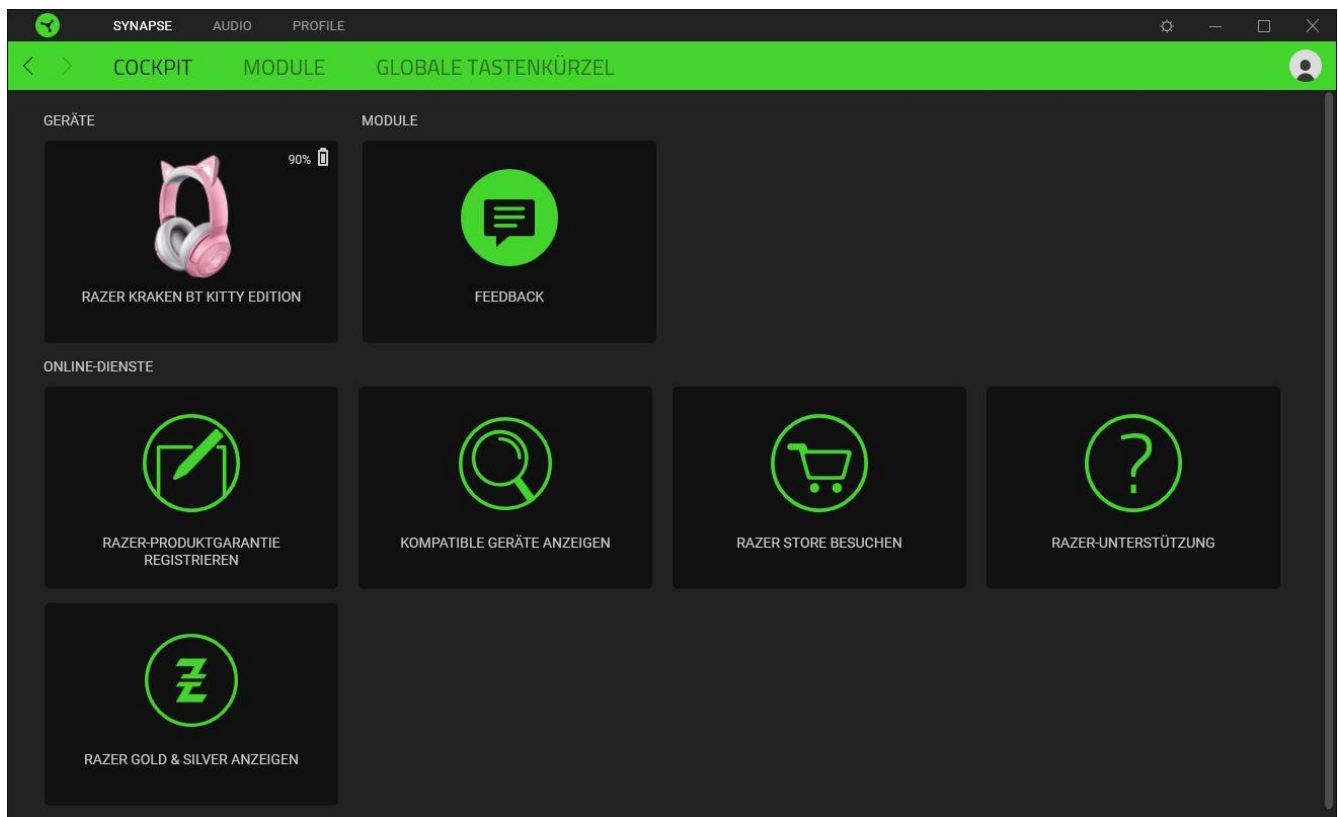 SYNAPSE AUDIO PROFILE
COCKPIT MODULE GLOBALE TASTENKÜRZEL
GERÄTE
MODULE
90%
RAZER KRAKEN BT KITTY EDITION
FEEDBACK
ONLINE-DIENSTE
RAZER-PRODUKTGARANTIE
REGISTRIEREN
KOMPATIBLE GERÄTE ANZEIGEN
RAZER STORE BESUCHEN
RAZER-UNTERSTÜTZUNG
RAZER GOLD & SILVER ANZEIGEN